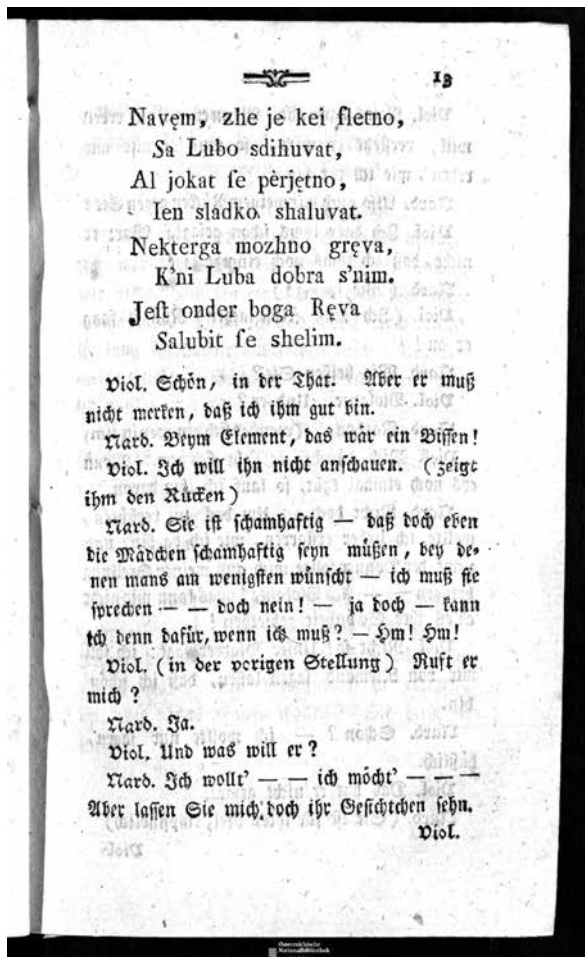 13
Navęm, zhe je kei ſletno,
Sa Lubo sdihuvat,
Al jokat ſe pèrjętno,
Ien sladko shaluvat.
Nekterga mozhno gręva,
K'ni Luba dobra s'nim.
Jeſt onder boga Ręva
Salubit ſe shelim.
Viol. Schön, in der That. Aber er muß
nicht merken, daß ich ihm gut bin.
Nard. Beym Element, das wär ein Bissen!
Viol. Ich will ihn nicht anschauen. (zeigt
ihm den Rücken)
Nard. Sie ist schamhaftig — daß doch eben
die Mädchen schamhaftig seyn müßen, bey de-
nen mans am wenigsten wünscht — ich muß sie
sprechen — — doch nein! — ja doch — kann
ich denn dafür, wenn ich muß? — Hm! Hm!
Viol. (in der vorigen Stellung) Ruft er
mich?
Nard. Ja.
Viol. Und was will er?
Nard. Ich wollt' — — ich möcht' — — —
Aber lassen Sie mich doch ihr Gesichtchen sehn.
Viol.
Österreichische
Nationalbibliothek